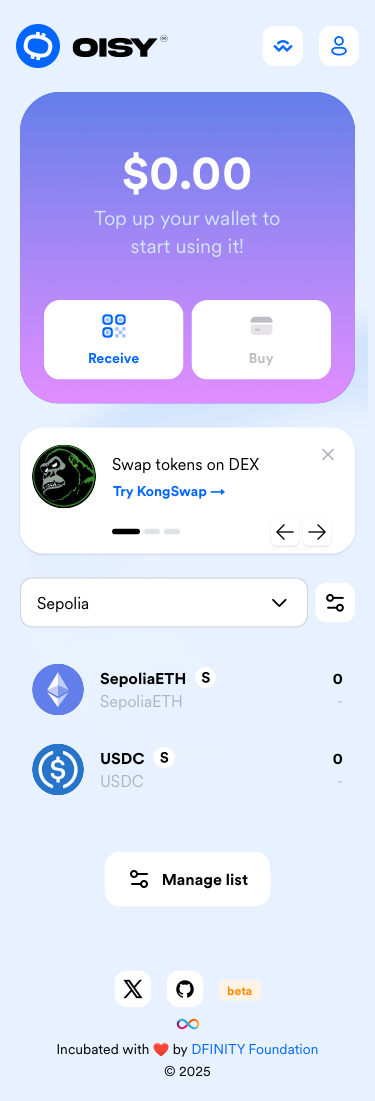 OISY
$0.00
Top up your wallet to
start using it!
Receive
Buy
Swap tokens on DEX
Try KongSwap →
Sepolia
SepoliaETH S
0
SepoliaETH
-
USDC S
0
USDC
-
Manage list
beta
Incubated with ❤️ by DFINITY Foundation
© 2025